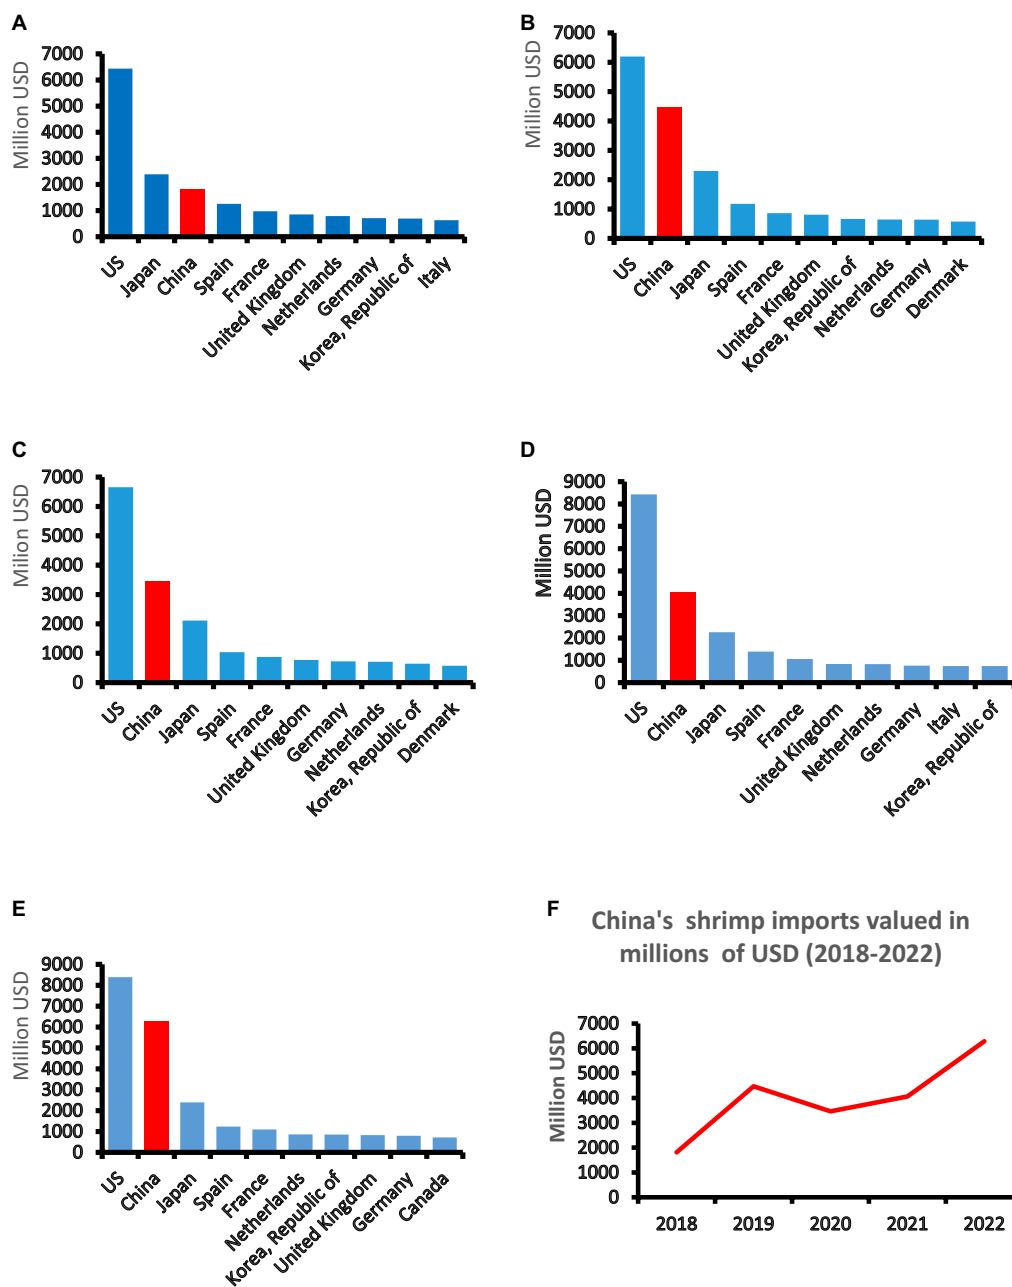 A
Million USD
7000
6000
5000
4000
3000
2000
1000
0
US
Japan
China
Spain
France
United Kingdom
Netherlands
Germany
Korea, Republic of
Italy
B
Million USD
7000
6000
5000
4000
3000
2000
1000
0
US
China
Japan
Spain
France
United Kingdom
Korea, Republic of
Netherlands
Germany
Denmark
C
Milion USD
7000
6000
5000
4000
3000
2000
1000
0
US
China
Japan
Spain
France
United Kingdom
Germany
Netherlands
Korea, Republic of
Denmark
D
Million USD
9000
8000
7000
6000
5000
4000
3000
2000
1000
0
US
China
Japan
Spain
France
United Kingdom
Netherlands
Germany
Italy
Korea, Republic of
E
Million USD
9000
8000
7000
6000
5000
4000
3000
2000
1000
0
US
China
Japan
Spain
France
Netherlands
Korea, Republic of
United Kingdom
Germany
Canada
F
China's shrimp imports valued in
millions of USD (2018-2022)
Million USD
7000
6000
5000
4000
3000
2000
1000
0
2018 2019 2020 2021 2022